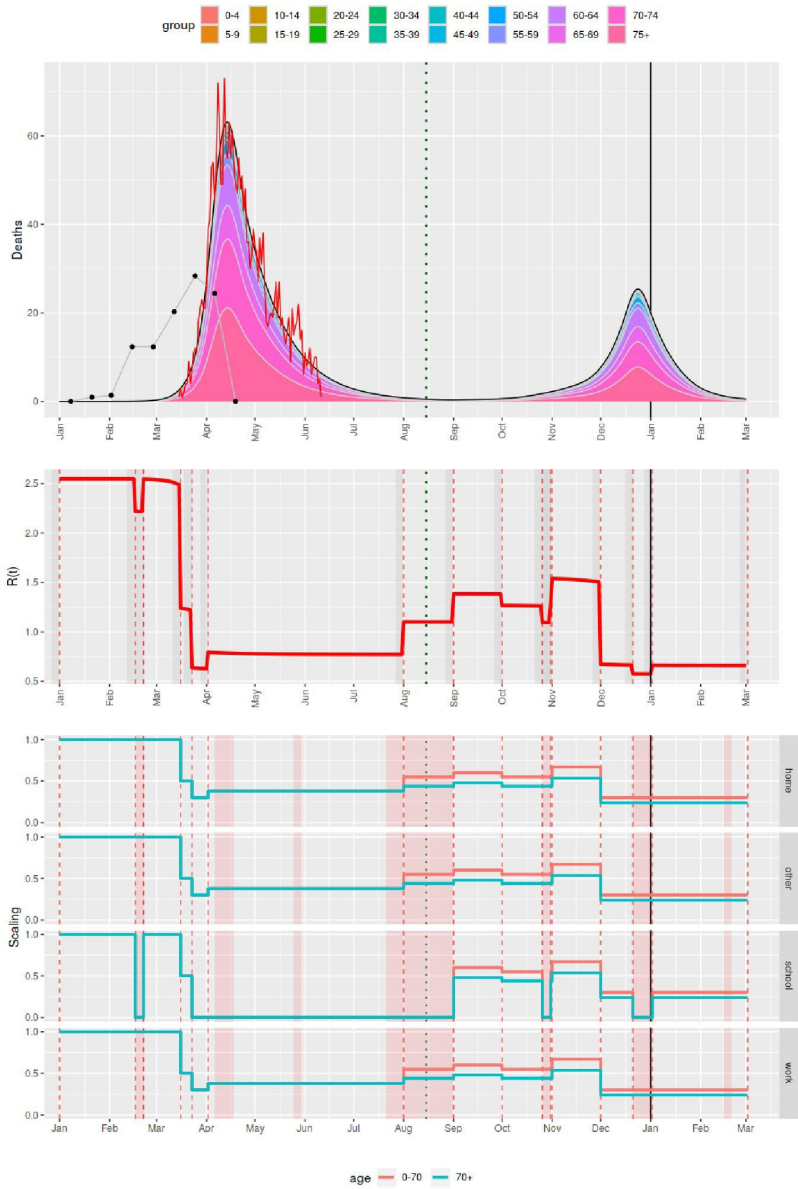 group 0-4 10-14 20-24 30-34 40-44 50-54 60-64 70-74
5-9 15-19 25-29 35-39 45-49 55-59 65-69 75+
Deaths
60
40
20
0
Jan Feb Mar Apr May Jun Jul Aug Sep Oct Nov Dec Jan Feb Mar
R(t)
2.5
2.0
1.5
1.0
0.5
Jan Feb Mar Apr May Jun Jul Aug Sep Oct Nov Dec Jan Feb Mar
Scaling
1.0
0.5
0.0
home
1.0
0.5
0.0
other
1.0
0.5
0.0
school
1.0
0.5
0.0
work
Jan Feb Mar Apr May Jun Jul Aug Sep Oct Nov Dec Jan Feb Mar
age 0-70 70+